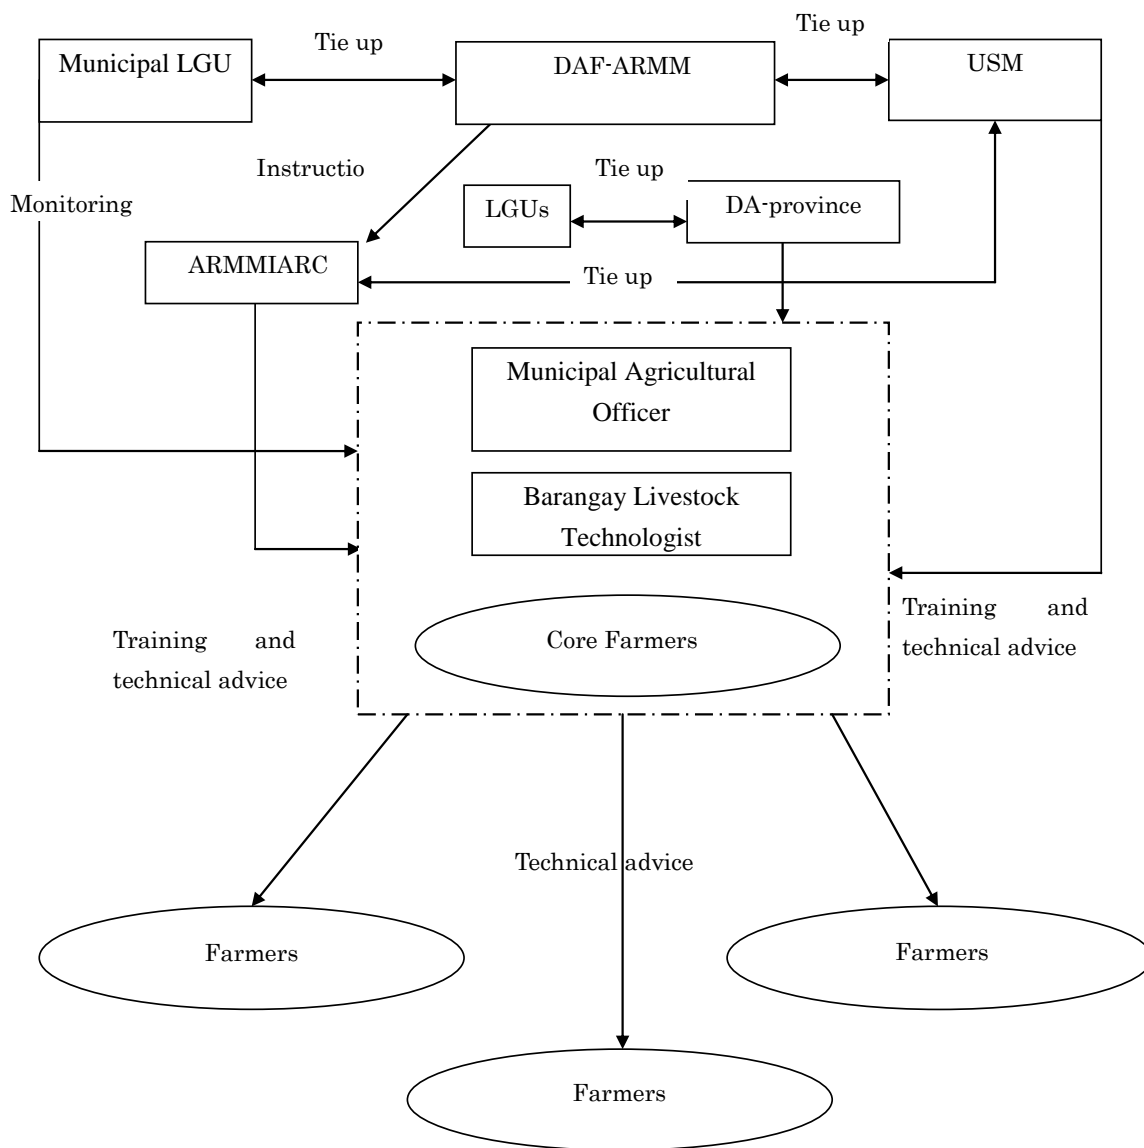 Tie up
Tie up
Municipal LGU
DAF-ARMM
USM
Instructio
Tie up
Monitoring
LGUs
DA-province
ARMMIARC
Tie up
Municipal Agricultural
Officer
Barangay Livestock
Technologist
Core Farmers
Training and
technical advice
Training and
technical advice
Technical advice
Farmers
Farmers
Farmers